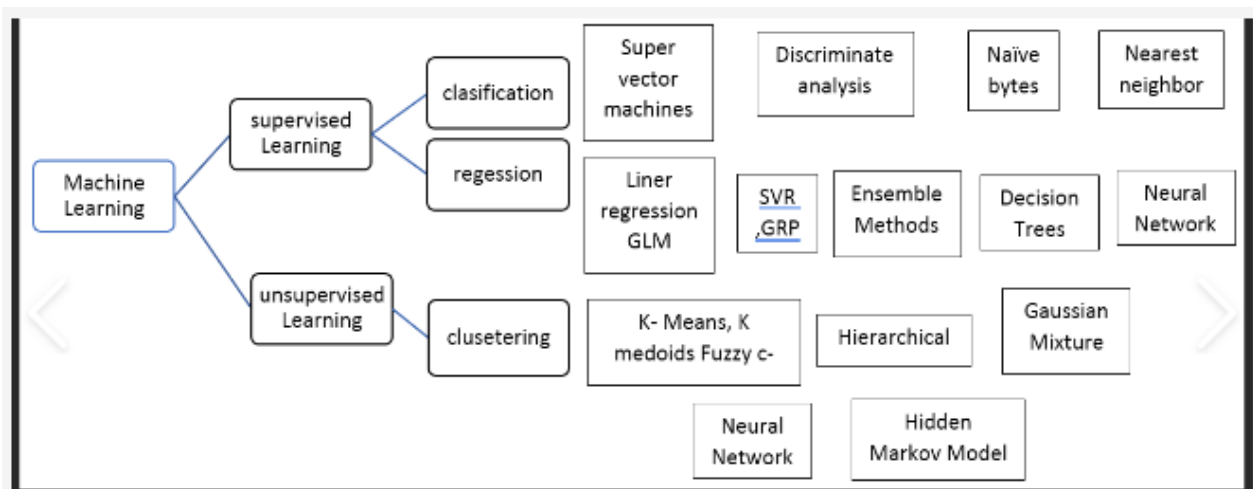 Machine
Learning
supervised
Learning
unsupervised
Learning
clasification
regession
clusetering
Super
vector
machines
Discriminate
analysis
Naïve
bytes
Nearest
neighbor
Liner
regression
GLM
SVR
,GRP
Ensemble
Methods
Decision
Trees
Neural
Network
K- Means, K
medoids Fuzzy c-
Hierarchical
Gaussian
Mixture
Neural
Network
Hidden
Markov Model